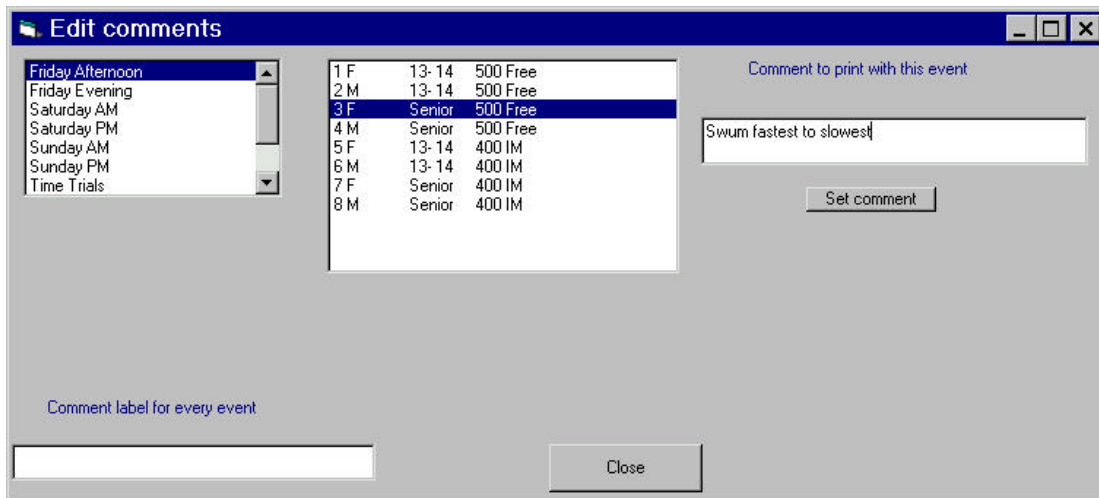 Edit comments
Friday Afternoon
Friday Evening
Saturday AM
Saturday PM
Sunday AM
Sunday PM
Time Trials
1 F 13-14 500 Free
2 M 13-14 500 Free
3 F Senior 500 Free
4 M Senior 500 Free
5 F 13-14 400 IM
6 M 13-14 400 IM
7 F Senior 400 IM
8 M Senior 400 IM
Comment to print with this event
Swum fastest to slowest
Set comment
Comment label for every event
Close